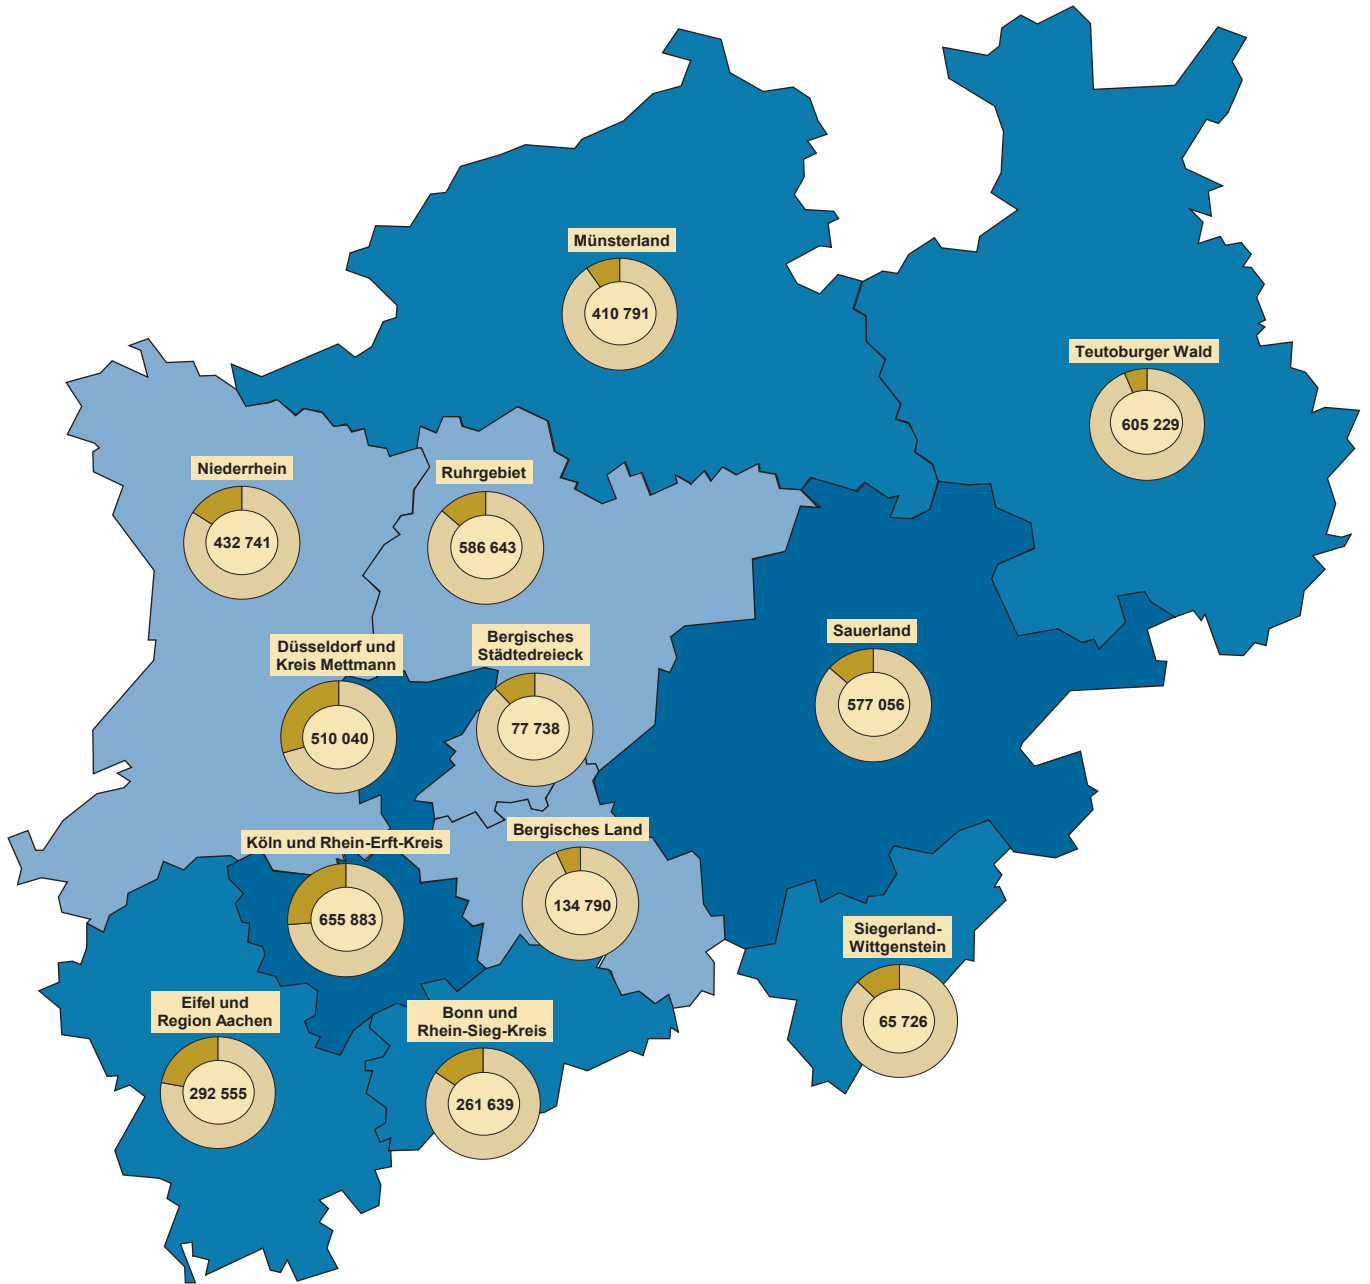 Münsterland
410 791
Teutoburger Wald
605 229
Niederrhein
432 741
Ruhrgebiet
586 643
Sauerland
577 056
Düsseldorf und
Kreis Mettmann
510 040
Bergisches
Städtedreieck
77 738
Köln und Rhein-Erft-Kreis
655 883
Bergisches Land
134 790
Siegerland-
Wittgenstein
65 726
Eifel und
Region Aachen
292 555
Bonn und
Rhein-Sieg-Kreis
261 639